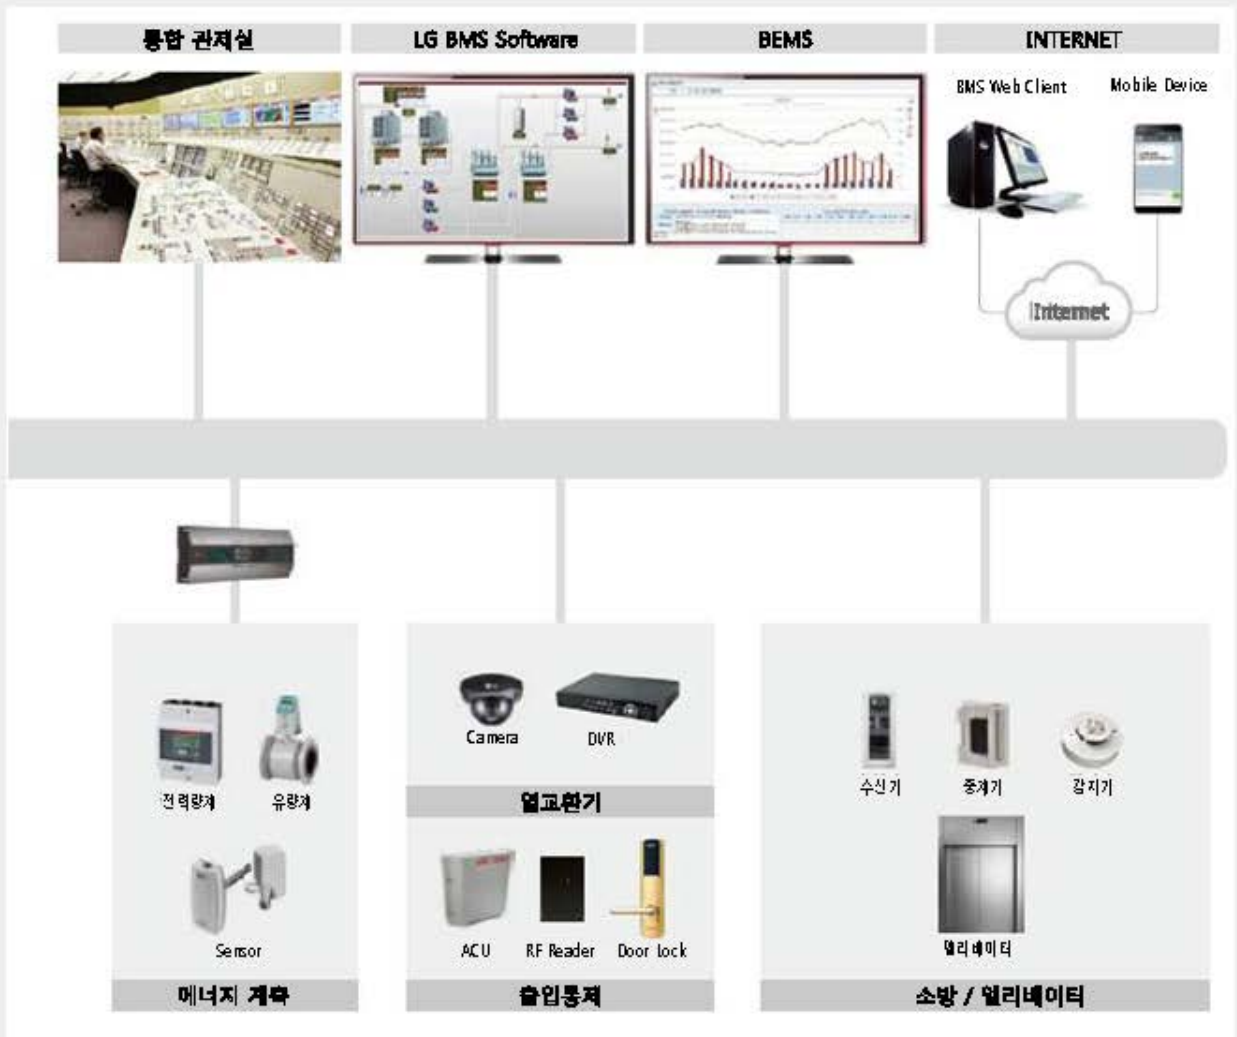 통합 관제실
LG BMS Software
BEMS
INTERNET
BMS Web Client
Mobile Device
Internet
전력량계
유량계
Sensor
에너지 계측
Camera
DVR
열교환기
ACU
RF Reader
Door Lock
출입통제
수신기
중계기
감지기
엘리베이터
소방 / 엘리베이터